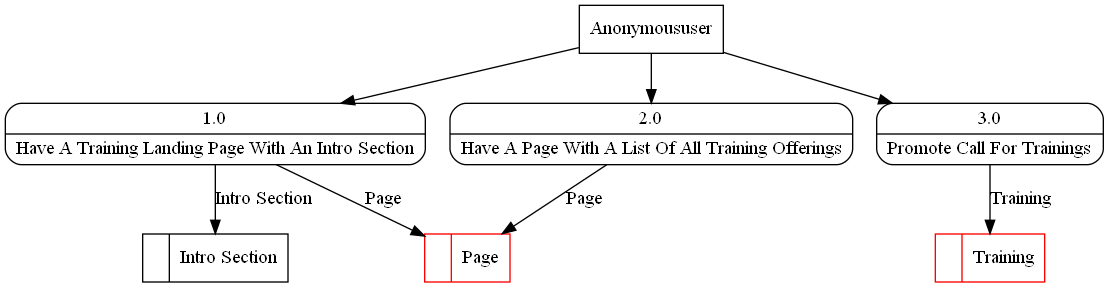 Anonymoususer
1.0
Have A Training Landing Page With An Intro Section
2.0
Have A Page With A List Of All Training Offerings
3.0
Promote Call For Trainings
Intro Section
Page
Page
Training
Intro Section
Page
Training